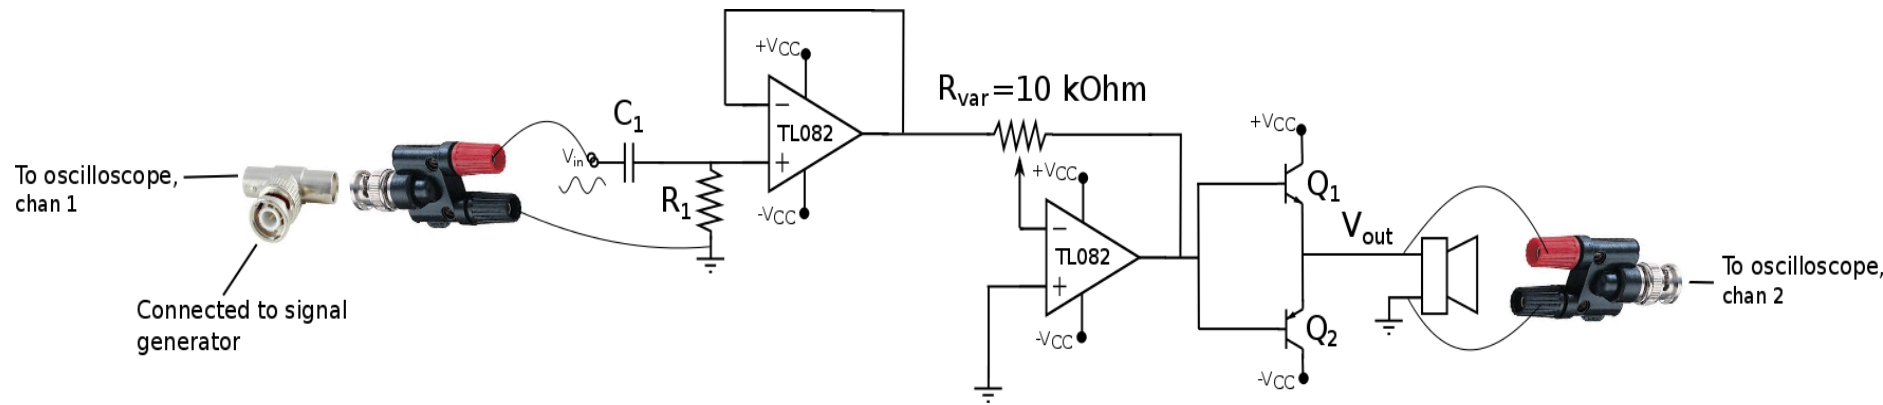 To oscilloscope,
chan 1
Connected to signal
generator
Vin
C1
R1
+VCC
TL082
-VCC
−
+
Rvar=10 kOhm
+VCC
TL082
-VCC
−
+
+VCC
Q1
Vout
Q2
-VCC
To oscilloscope,
chan 2